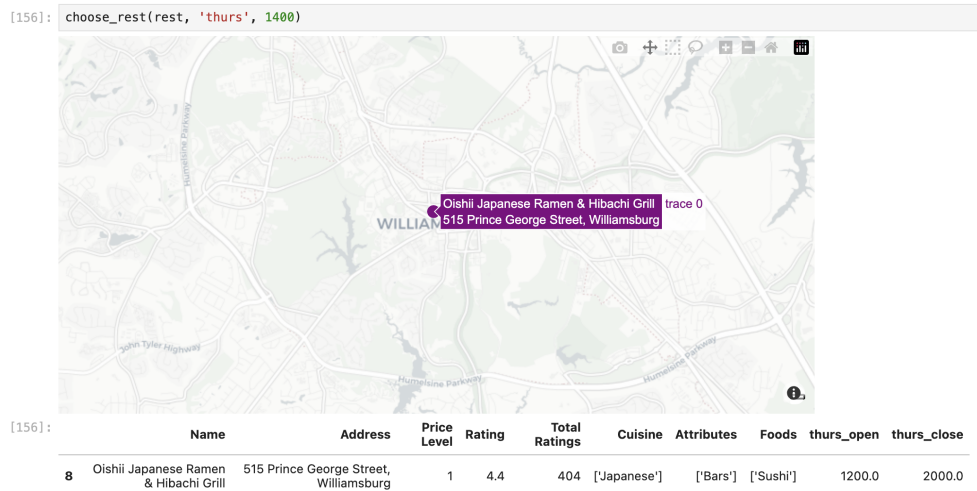 [156]: choose_rest(rest, 'thurs', 1400)
Humelsine Parkway
Oishii Japanese Ramen & Hibachi Grill trace 0
515 Prince George Street, Williamsburg
WILLIAM
John Tyler Highway
Humelsine Parkway
Humelsine Parkway
[156]:
Name Address Price Level Rating Total Ratings Cuisine Attributes Foods thurs_open thurs_close
8 Oishii Japanese Ramen & Hibachi Grill 515 Prince George Street, Williamsburg 1 4.4 404 ['Japanese'] ['Bars'] ['Sushi'] 1200.0 2000.0